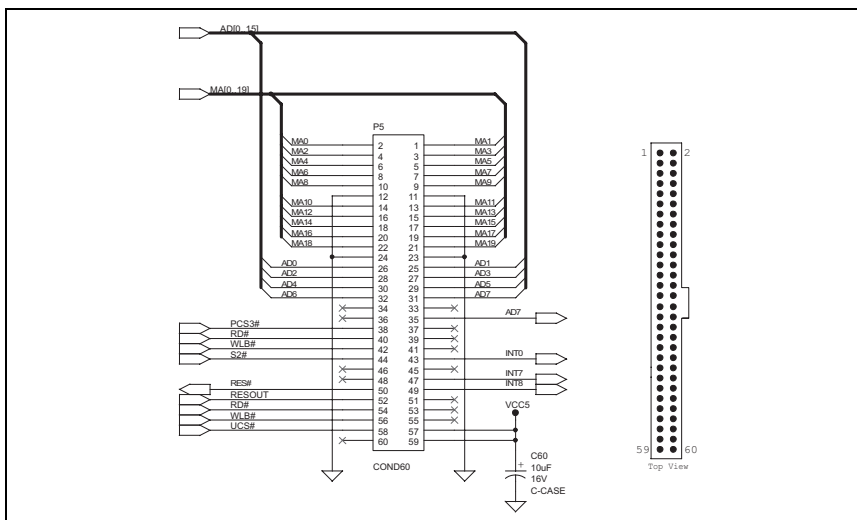 AD[0..15]
MA[0..19]
P5
MA0 2 1 MA1
MA2 4 3 MA3
MA4 6 5 MA5
MA6 8 7 MA7
MA8 10 9 MA9
12 11
MA10 14 13 MA11
MA12 16 15 MA13
MA14 18 17 MA15
MA16 20 19 MA17
MA18 22 21 MA19
24 23
AD0 26 25 AD1
AD2 28 27 AD3
AD4 30 29 AD5
AD6 32 31 AD7
34 33
36 35 AD7
PCS3# 38 37
RD# 40 39
WLB# 42 41
S2# 44 43 INT0
46 45
48 47 INT7
RES# 50 49 INT8
RESOUT 52 51
RD# 54 53
WLB# 56 55
UCS# 58 57
60 59
COND60
VCC5
+
C60
10uF
16V
C-CASE
1 2
59 60
Top View